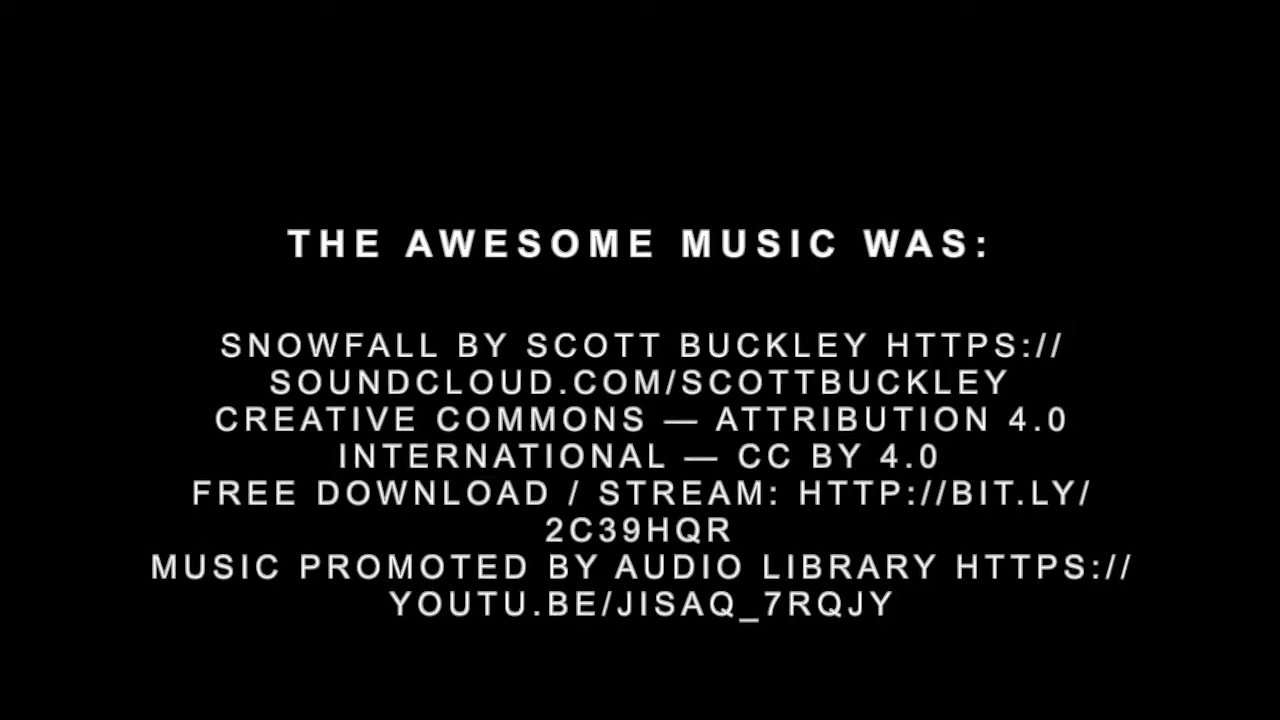 THE AWESOME MUSIC WAS:
SNOWFALL BY SCOTT BUCKLEY HTTPS://
SOUNDCLOUD.COM/SCOTTBUCKLEY
CREATIVE COMMONS — ATTRIBUTION 4.0
INTERNATIONAL — CC BY 4.0
FREE DOWNLOAD / STREAM: HTTP://BIT.LY/
2C39HQR
MUSIC PROMOTED BY AUDIO LIBRARY HTTPS://
YOUTU.BE/JISAQ_7RQJY